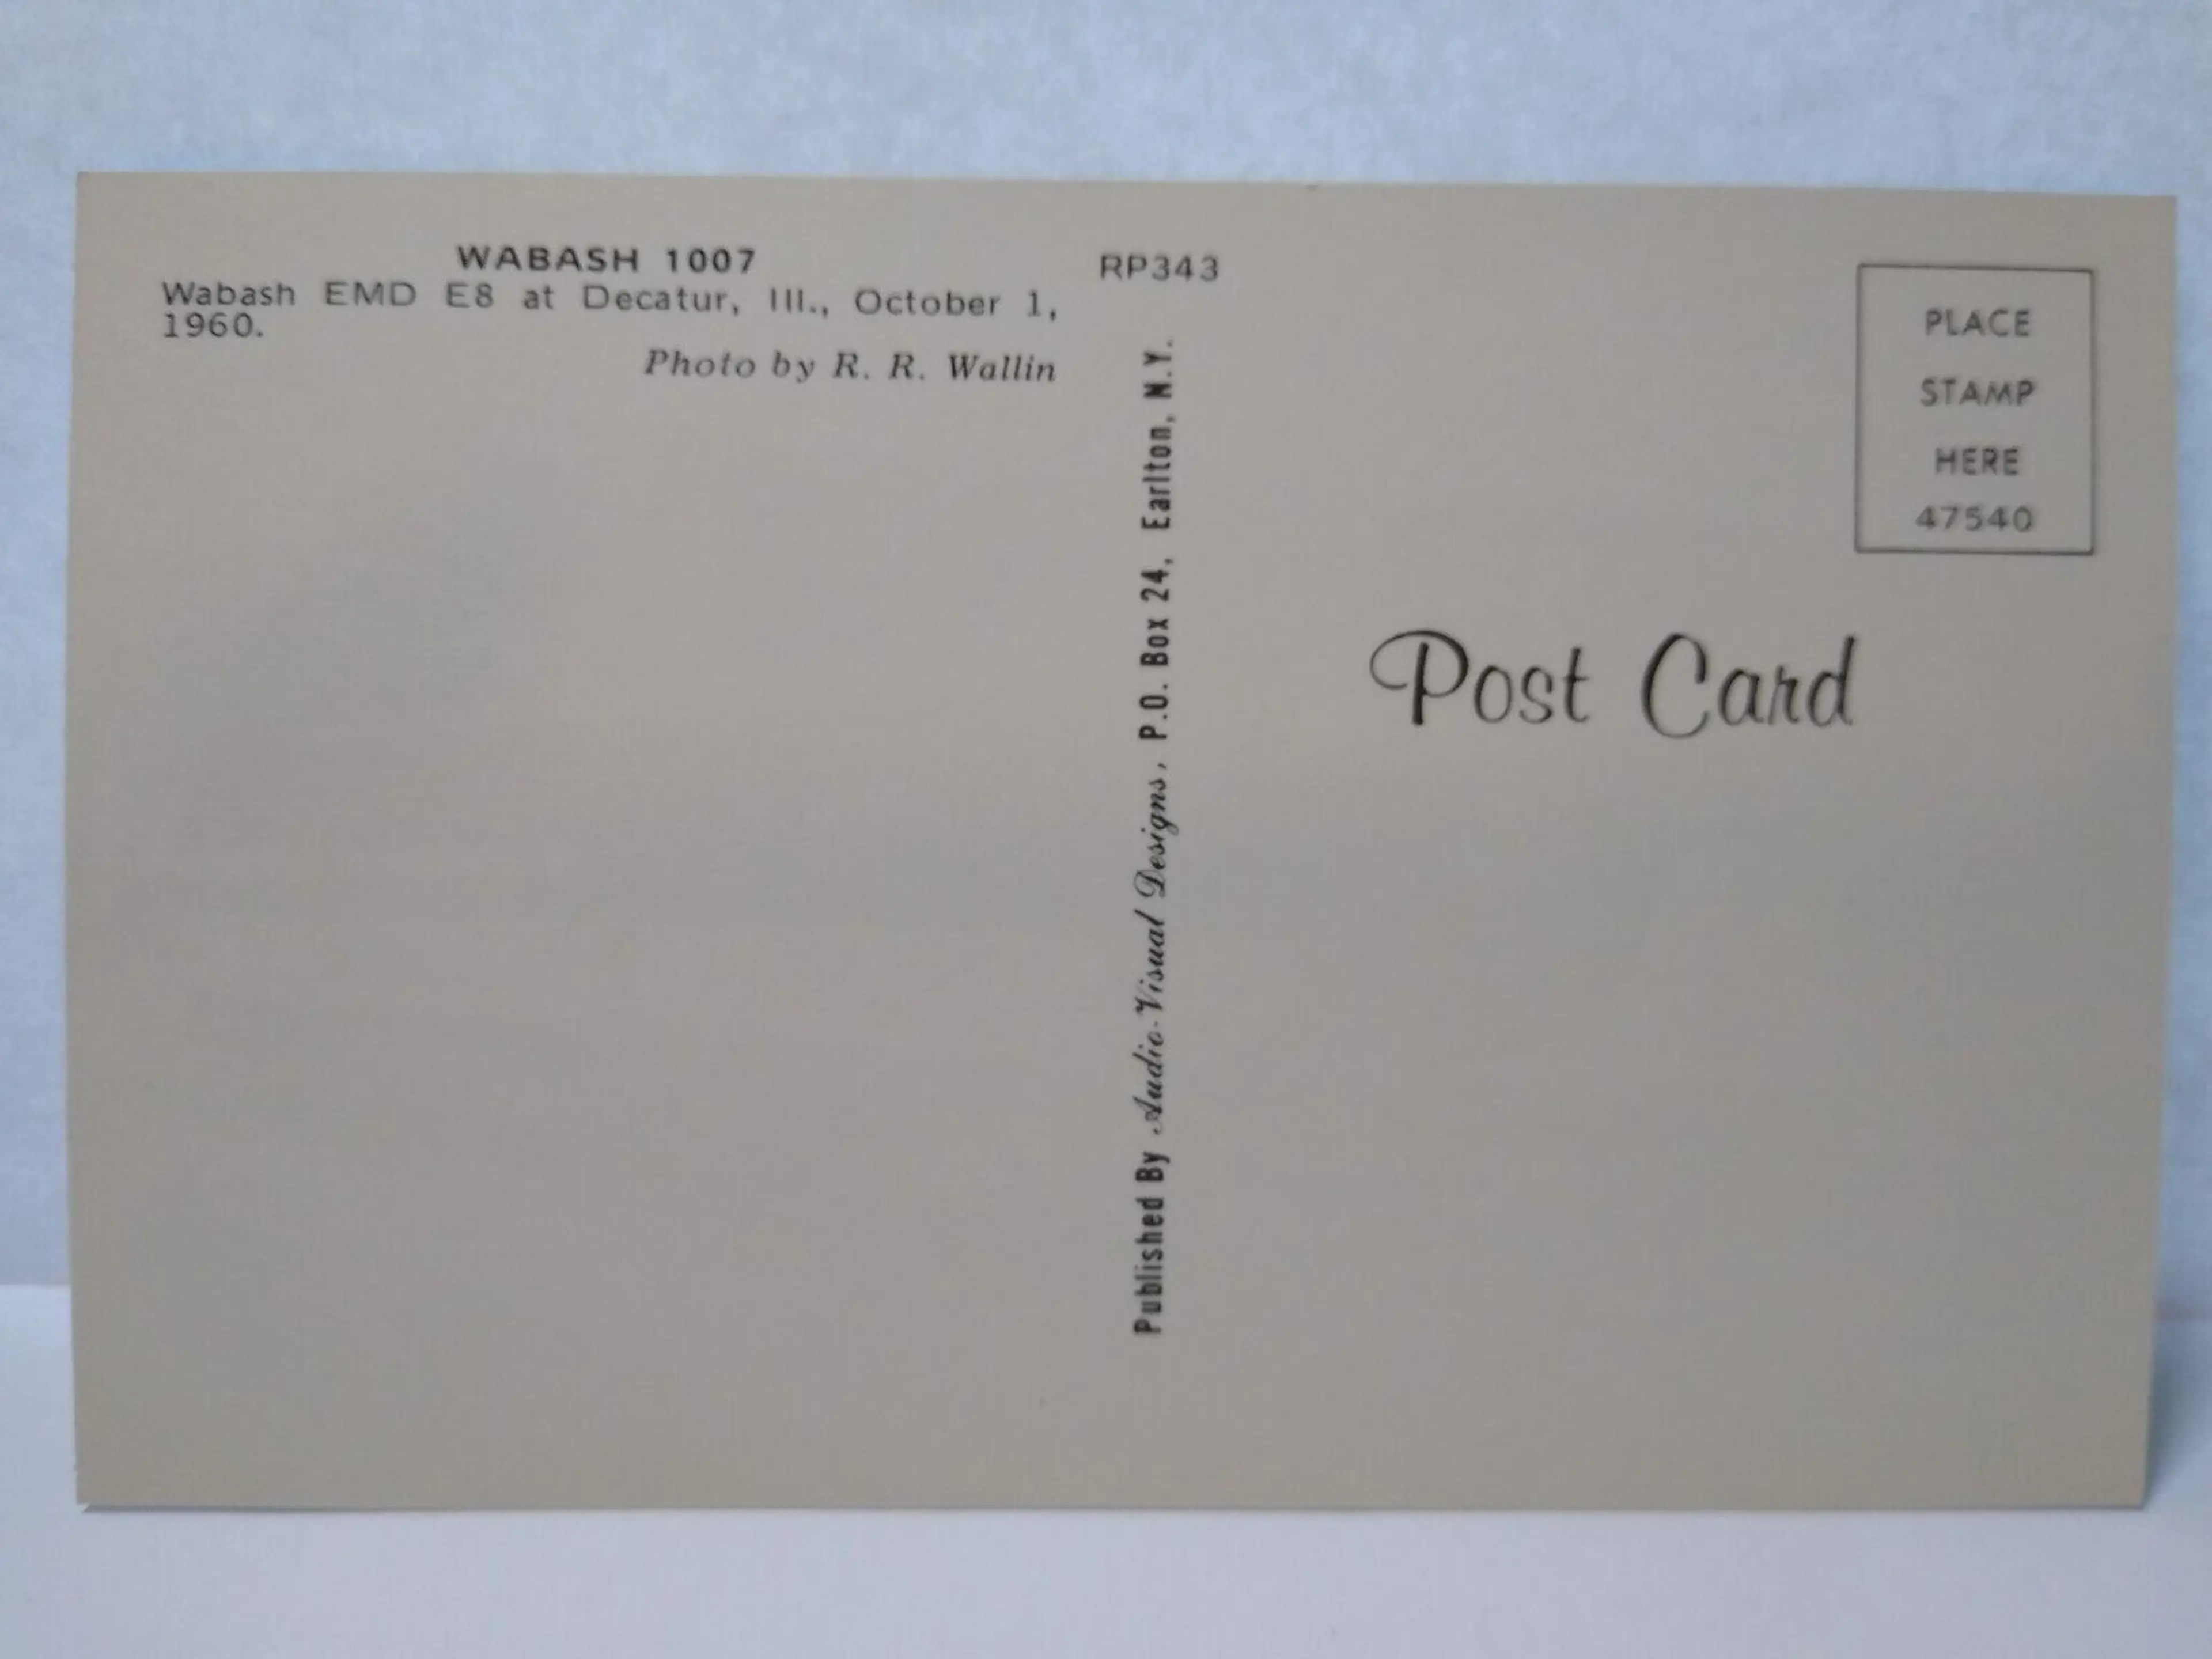 WABASH 1007
Wabash EMD E8 at Decatur, Ill., October 1,
1960.
Photo by R. R. Wallin
RP343
Published By Audio-Visual Designs, P.O. Box 24, Earlton, N.Y.
PLACE
STAMP
HERE
47540
Post Card